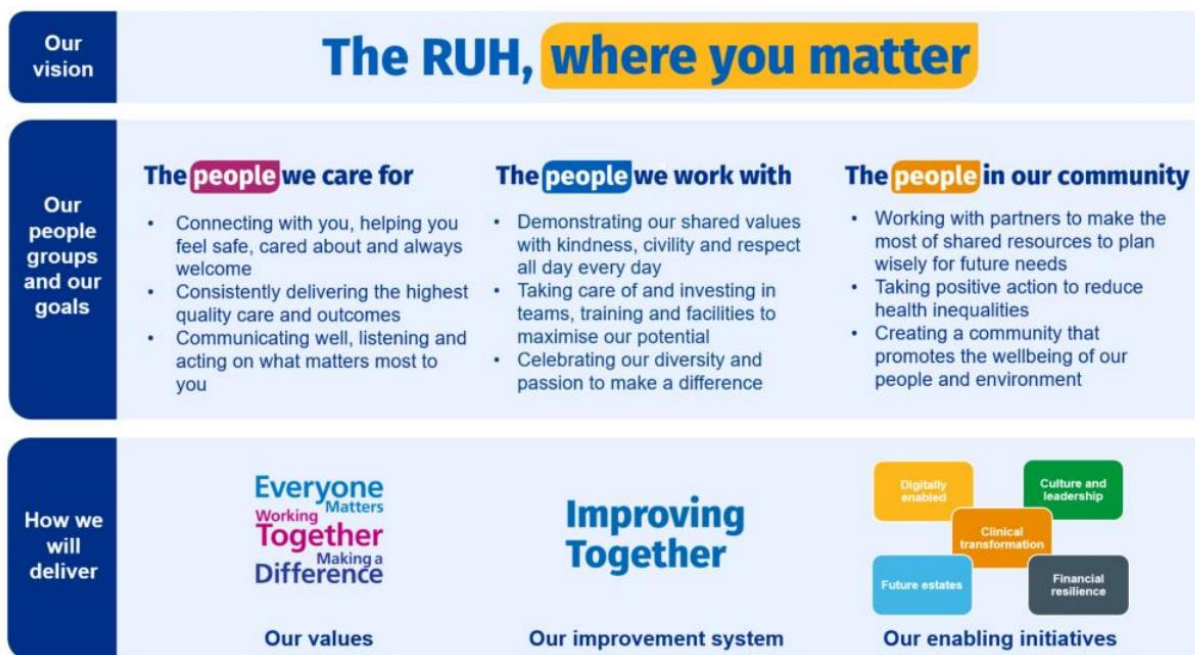 Our
vision
The RUH, where you matter
Our
people
groups
and our
goals
The people we care for
• Connecting with you, helping you
feel safe, cared about and always
welcome
• Consistently delivering the highest
quality care and outcomes
• Communicating well, listening and
acting on what matters most to
you
The people we work with
• Demonstrating our shared values
with kindness, civility and respect
all day every day
• Taking care of and investing in
teams, training and facilities to
maximise our potential
• Celebrating our diversity and
passion to make a difference
The people in our community
• Working with partners to make the
most of shared resources to plan
wisely for future needs
• Taking positive action to reduce
health inequalities
• Creating a community that
promotes the wellbeing of our
people and environment
How we
will
deliver
Everyone
Matters
Working
Together
Making a
Difference
Our values
Improving
Together
Our improvement system
Digitally
enabled
Culture and
leadership
Clinical
transformation
Future estates
Financial
resilience
Our enabling initiatives